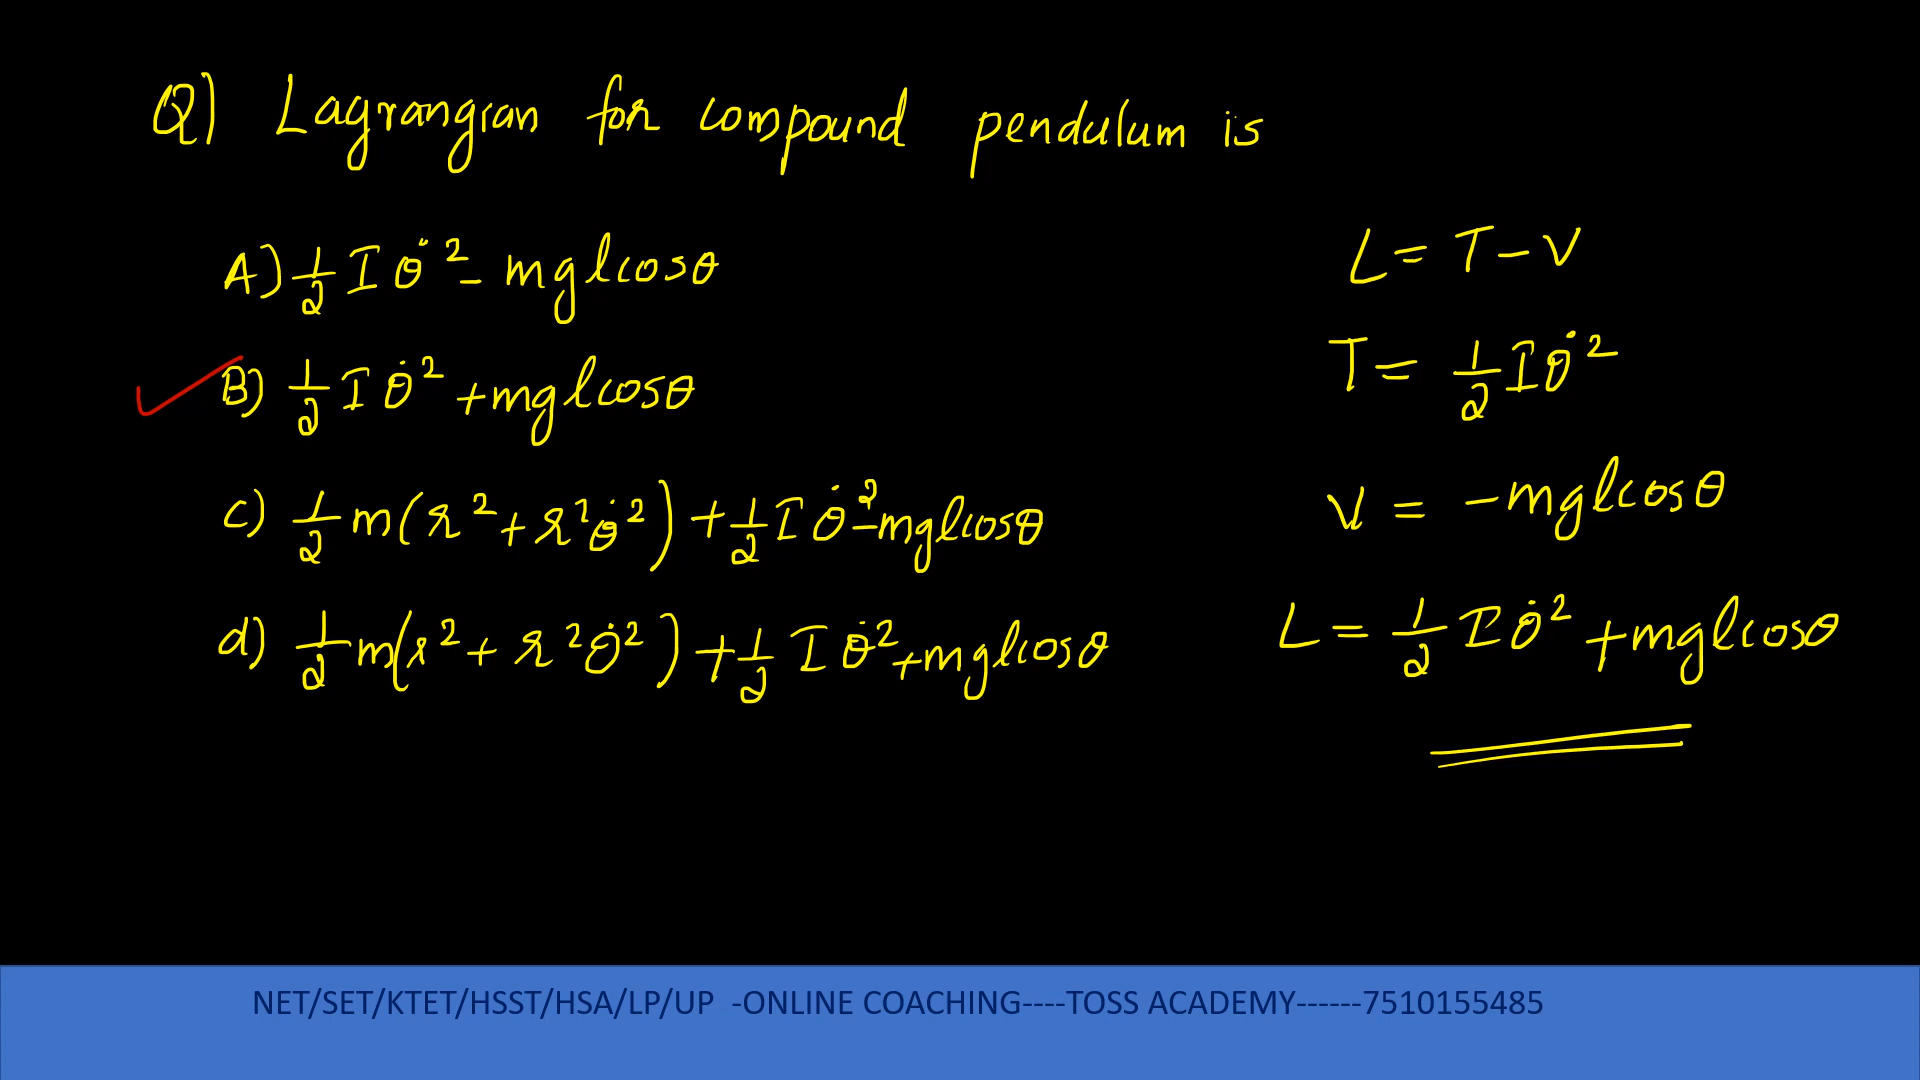 Q) Lagrangian for compound pendulum is
A) 1/2 I θ̇² - mglcosθ
B) 1/2 I θ̇² + mglcosθ
c) 1/2 m(r² + r²θ̇²) + 1/2 I θ̇² - mglcosθ
d) 1/2 m(r² + r²θ̇²) + 1/2 I θ̇² + mglcosθ
L = T - V
T = 1/2 I θ̇²
V = - mglcosθ
L = 1/2 I θ̇² + mglcosθ
NET/SET/KTET/HSST/HSA/LP/UP -ONLINE COACHING----TOSS ACADEMY------7510155485